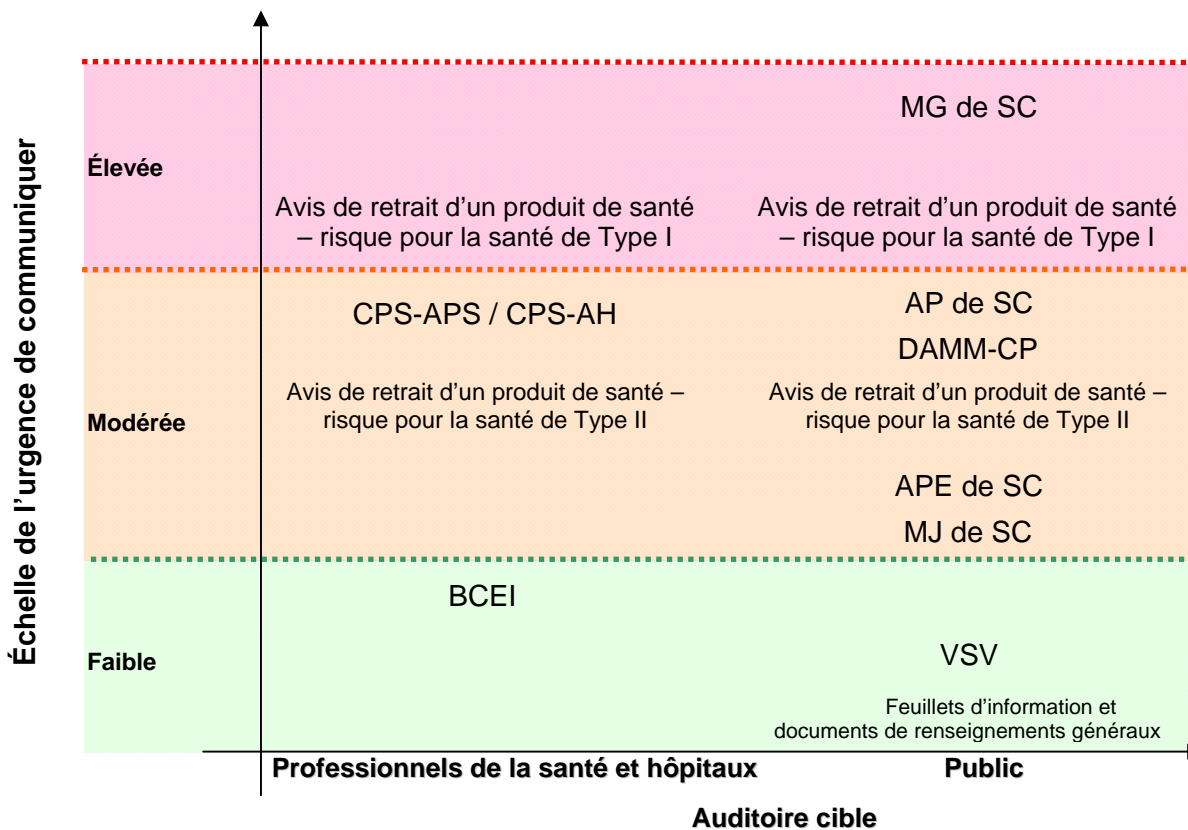 Échelle de l'urgence de communiquer
Élevée
MG de SC
Avis de retrait d'un produit de santé
– risque pour la santé de Type I
Avis de retrait d'un produit de santé
– risque pour la santé de Type I
Modérée
CPS-APS / CPS-AH
Avis de retrait d'un produit de santé –
risque pour la santé de Type II
AP de SC
DAMM-CP
Avis de retrait d'un produit de santé –
risque pour la santé de Type II
APE de SC
MJ de SC
Faible
BCEI
VSV
Feuillets d'information et
documents de renseignements généraux
Professionnels de la santé et hôpitaux
Public
Auditoire cible